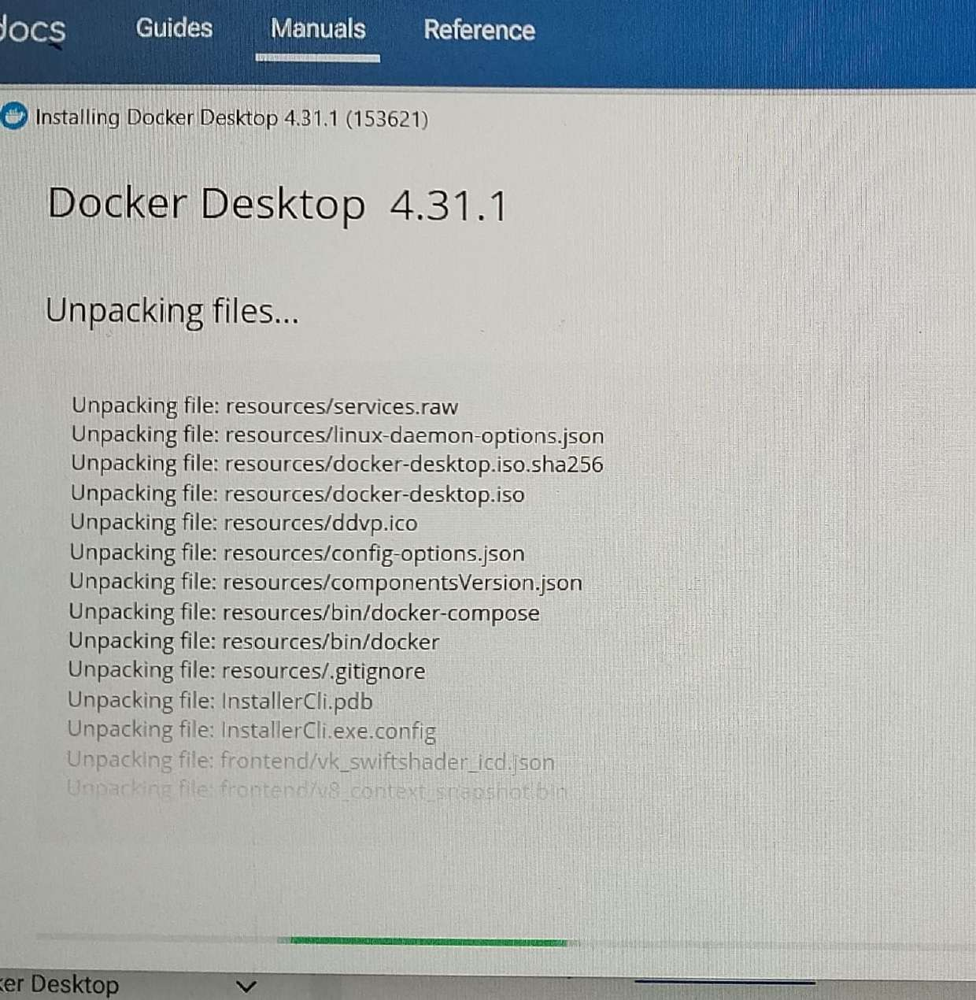 docs Guides Manuals Reference
Installing Docker Desktop 4.31.1 (153621)
Docker Desktop 4.31.1
Unpacking files...
Unpacking file: resources/services.raw
Unpacking file: resources/linux-daemon-options.json
Unpacking file: resources/docker-desktop.iso.sha256
Unpacking file: resources/docker-desktop.iso
Unpacking file: resources/ddvp.ico
Unpacking file: resources/config-options.json
Unpacking file: resources/componentsVersion.json
Unpacking file: resources/bin/docker-compose
Unpacking file: resources/bin/docker
Unpacking file: resources/.gitignore
Unpacking file: InstallerCli.pdb
Unpacking file: InstallerCli.exe.config
Unpacking file: frontend/vk_swiftshader_icd.json
Unpacking file: frontend/v8_context_snapshot.bin
ker Desktop